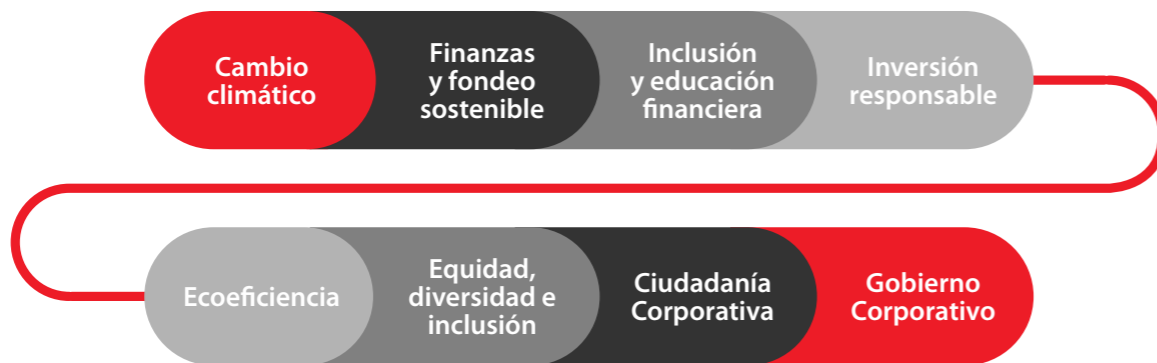 Cambio
climático
Finanzas
y fondeo
sostenible
Inclusión
y educación
financiera
Inversión
responsable
Ecoeficiencia
Equidad,
diversidad e
inclusión
Ciudadanía
Corporativa
Gobierno
Corporativo